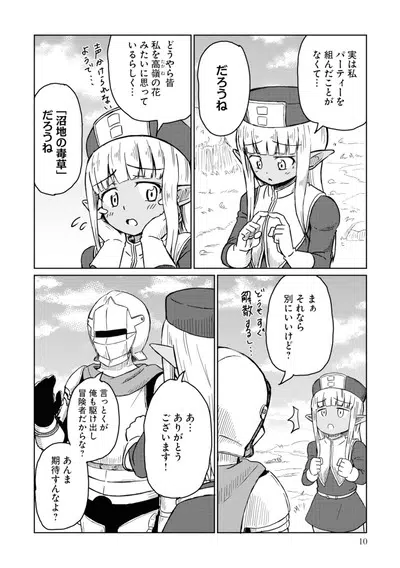 実は私
パーティーを
組んだことが
なくて…
だろうね
どうやら皆
私を高嶺の花
みたいに思って
いるらしく…
声かけられない
ようで…
「沼地の毒草」
だろうね
まぁ
それなら
別にいいけど?
どうせすぐ
解散するし
あ…
ありがとう
ございます!
言っとくが
俺も駆け出し
冒険者だからな?
あんま
期待すんなよ?
10